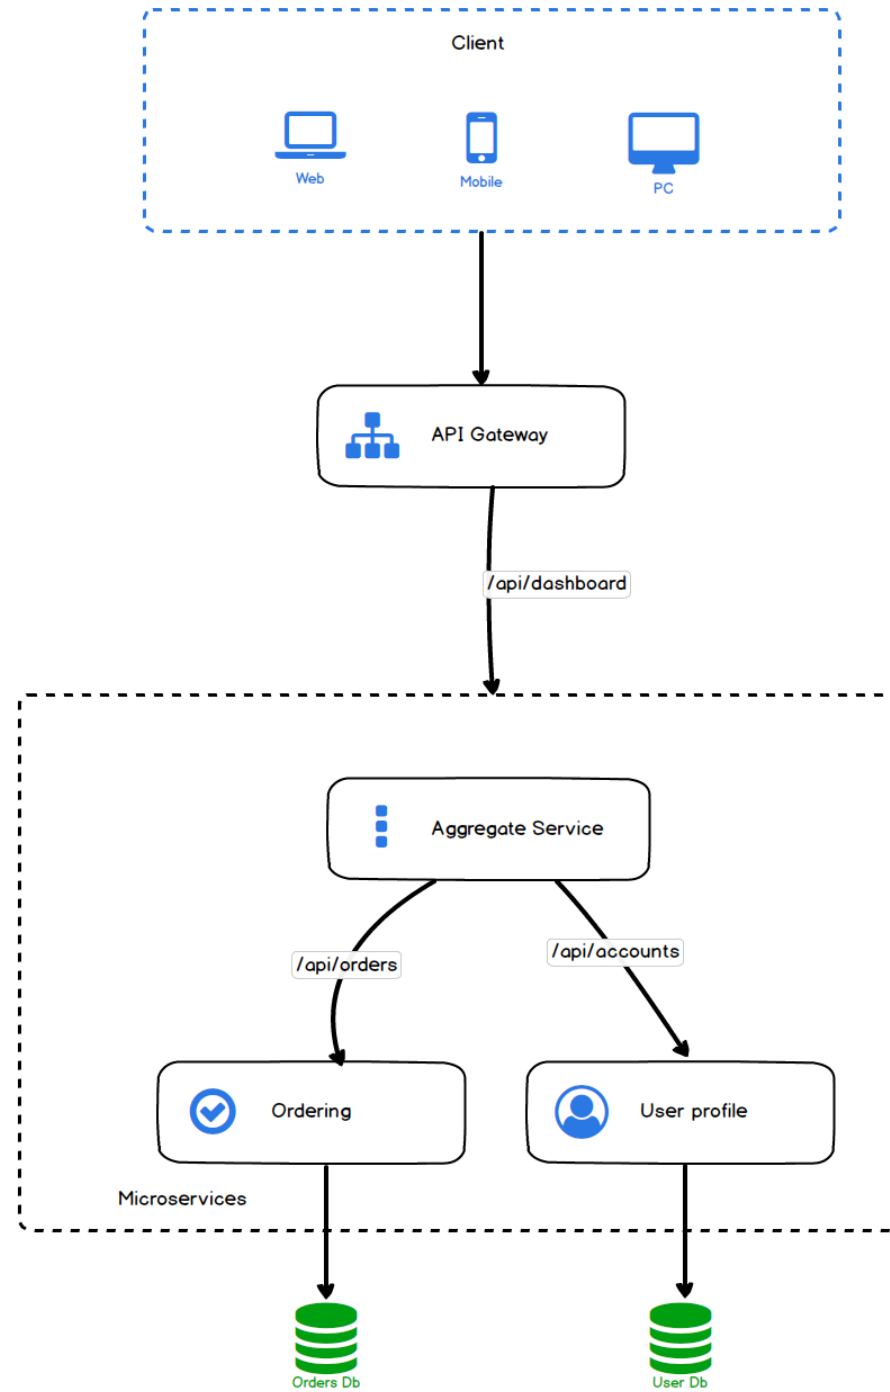 Client
Web
Mobile
PC
API Gateway
/api/dashboard
Aggregate Service
/api/orders
/api/accounts
Ordering
User profile
Microservices
Orders Db
User Db